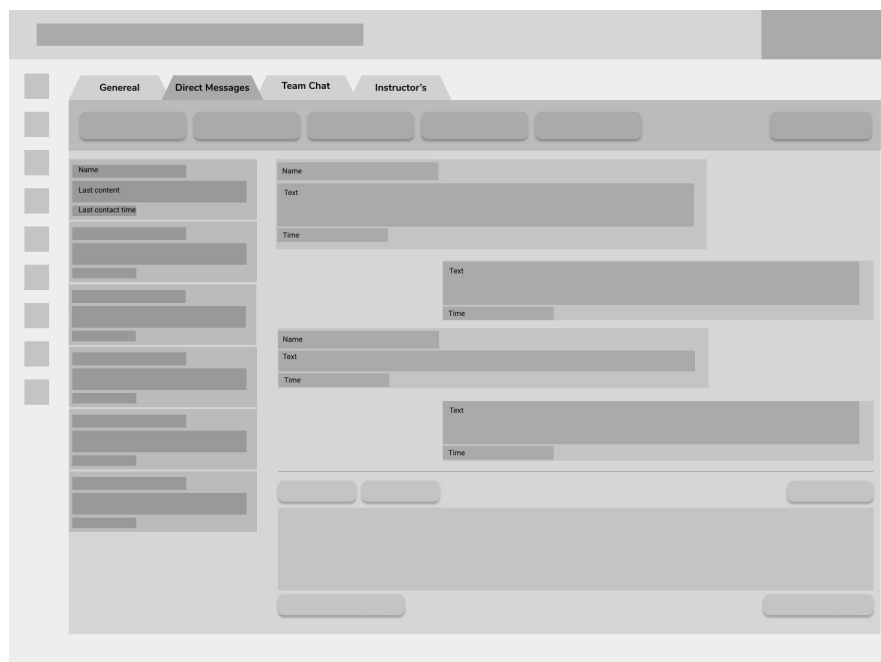 Genereal
Direct Messages
Team Chat
Instructor's
Name
Last content
Last contact time
Name
Text
Time
Text
Time
Name
Text
Time
Text
Time